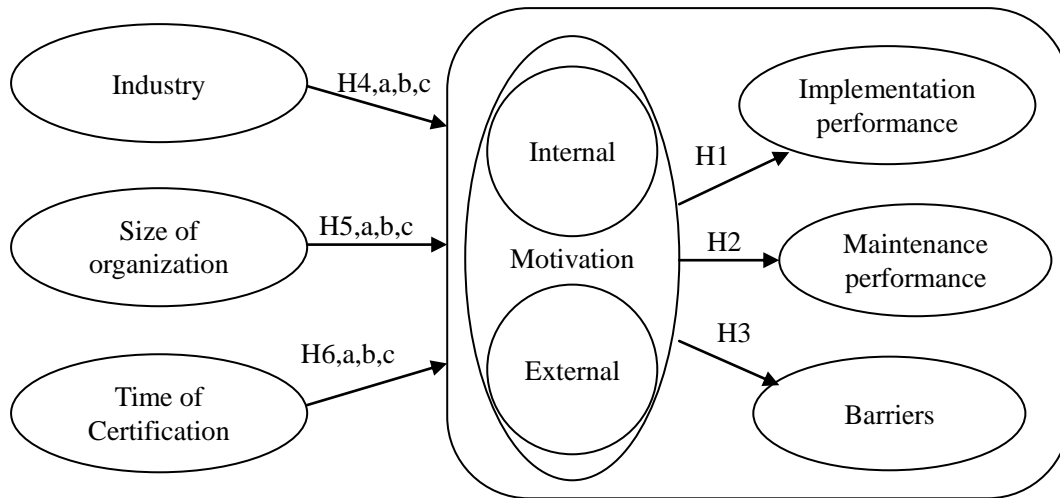 Industry
H4,a,b,c
Size of
organization
H5,a,b,c
Time of
Certification
H6,a,b,c
Internal
Motivation
External
H1
Implementation
performance
H2
Maintenance
performance
H3
Barriers